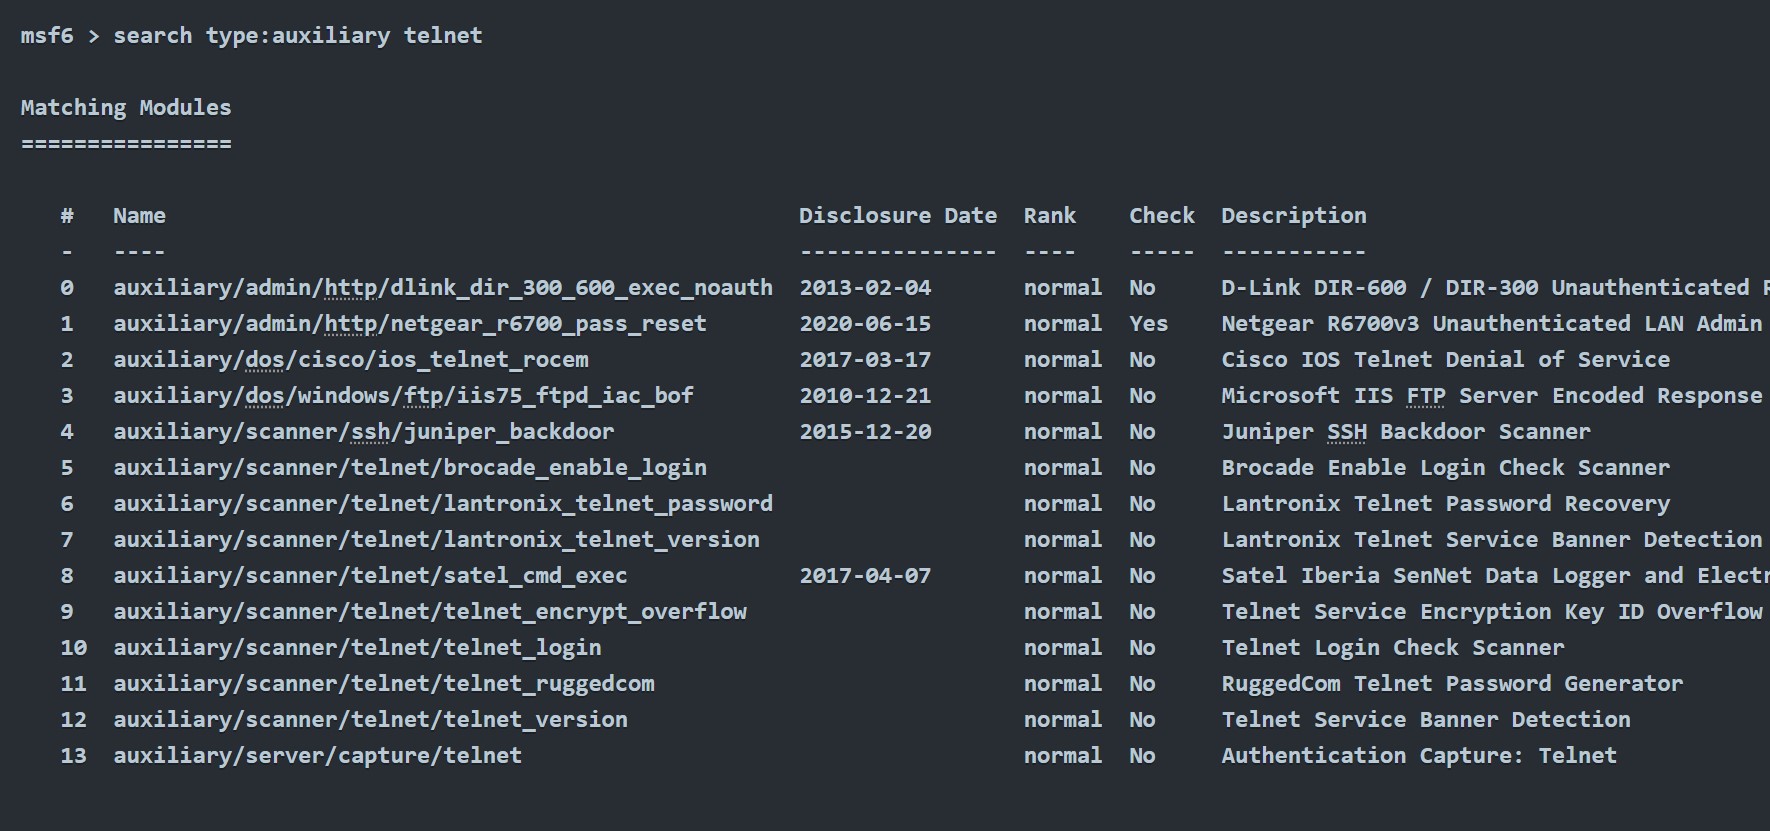 msf6 > search type:auxiliary telnet
Matching Modules
================
#   Name                                                Disclosure Date  Rank    Check  Description
-   ----                                                ---------------  ----    -----  -----------
0   auxiliary/admin/http/dlink_dir_300_600_exec_noauth  2013-02-04       normal  No     D-Link DIR-600 / DIR-300 Unauthenticated
1   auxiliary/admin/http/netgear_r6700_pass_reset       2020-06-15       normal  Yes    Netgear R6700v3 Unauthenticated LAN Admin
2   auxiliary/dos/cisco/ios_telnet_rocem                2017-03-17       normal  No     Cisco IOS Telnet Denial of Service
3   auxiliary/dos/windows/ftp/iis75_ftpd_iac_bof        2010-12-21       normal  No     Microsoft IIS FTP Server Encoded Response
4   auxiliary/scanner/ssh/juniper_backdoor              2015-12-20       normal  No     Juniper SSH Backdoor Scanner
5   auxiliary/scanner/telnet/brocade_enable_login                        normal  No     Brocade Enable Login Check Scanner
6   auxiliary/scanner/telnet/lantronix_telnet_password                   normal  No     Lantronix Telnet Password Recovery
7   auxiliary/scanner/telnet/lantronix_telnet_version                    normal  No     Lantronix Telnet Service Banner Detection
8   auxiliary/scanner/telnet/satel_cmd_exec             2017-04-07       normal  No     Satel Iberia SenNet Data Logger and Electr
9   auxiliary/scanner/telnet/telnet_encrypt_overflow                     normal  No     Telnet Service Encryption Key ID Overflow
10  auxiliary/scanner/telnet/telnet_login                                normal  No     Telnet Login Check Scanner
11  auxiliary/scanner/telnet/telnet_ruggedcom                            normal  No     RuggedCom Telnet Password Generator
12  auxiliary/scanner/telnet/telnet_version                              normal  No     Telnet Service Banner Detection
13  auxiliary/server/capture/telnet                                      normal  No     Authentication Capture: Telnet